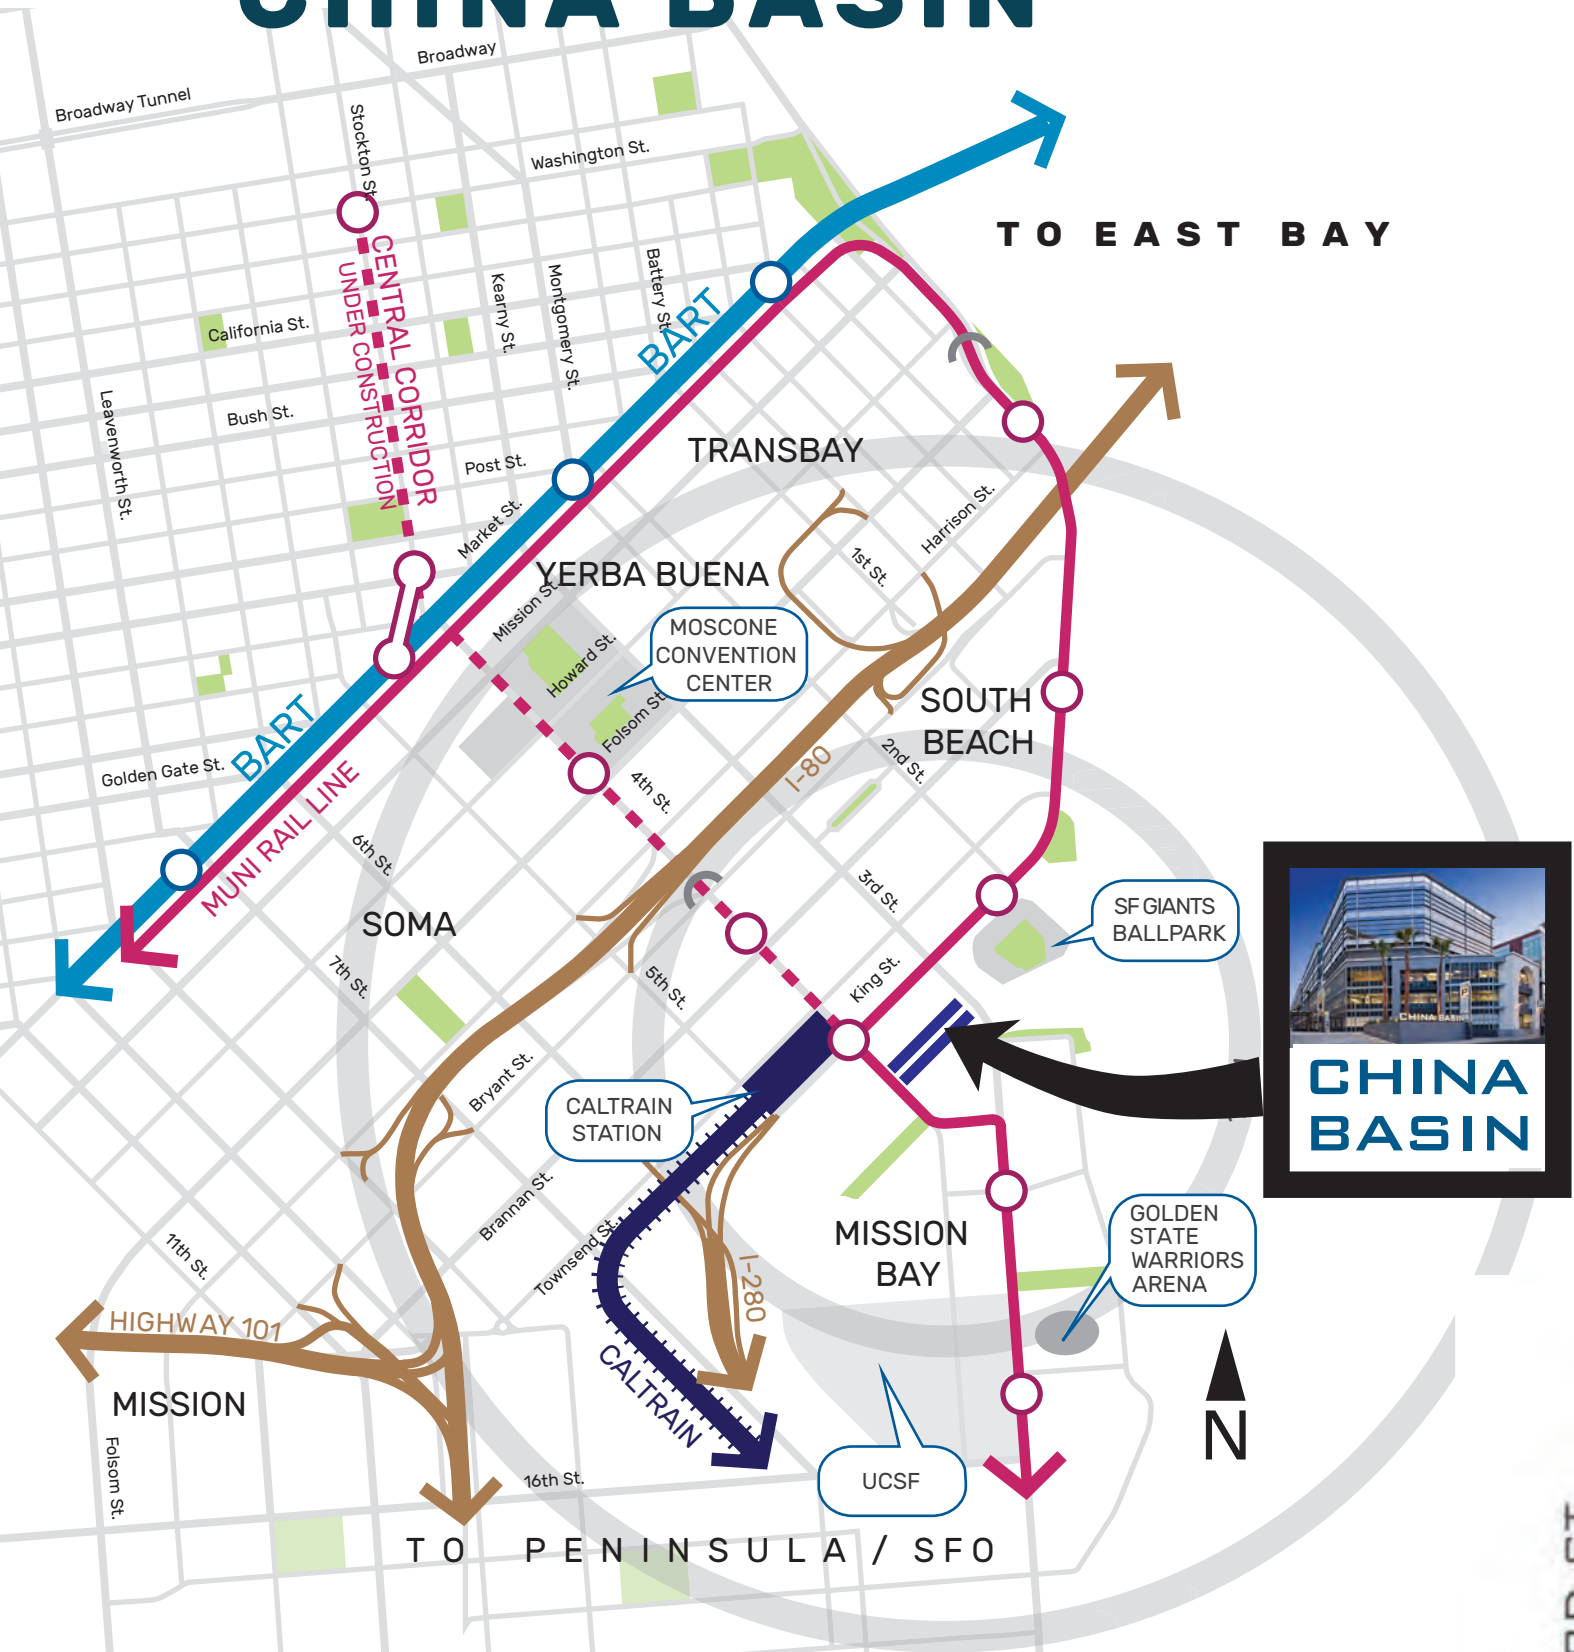 CHINA BASIN
Broadway
Broadway Tunnel
Stockton St.
Washington St.
TO EAST BAY
CENTRAL CORRIDOR
UNDER CONSTRUCTION
Kearny St.
Montgomery St.
Battery St.
BART
California St.
Leavenworth St.
Bush St.
Post St.
Market St.
TRANSBAY
Harrison St.
1st St.
YERBA BUENA
Mission St.
Howard St.
Folsom St.
MOSCONE
CONVENTION
CENTER
SOUTH
BEACH
2nd St.
I-80
4th St.
BART
Golden Gate St.
MUNI RAIL LINE
6th St.
3rd St.
SOMA
7th St.
5th St.
King St.
SF GIANTS
BALLPARK
CHINA BASIN
CHINA
BASIN
Bryant St.
CALTRAIN
STATION
Brannan St.
Townsend St.
11th St.
MISSION
BAY
GOLDEN
STATE
WARRIORS
ARENA
I-280
HIGHWAY 101
CALTRAIN
MISSION
Folsom St.
16th St.
UCSF
N
TO PENINSULA / SFO